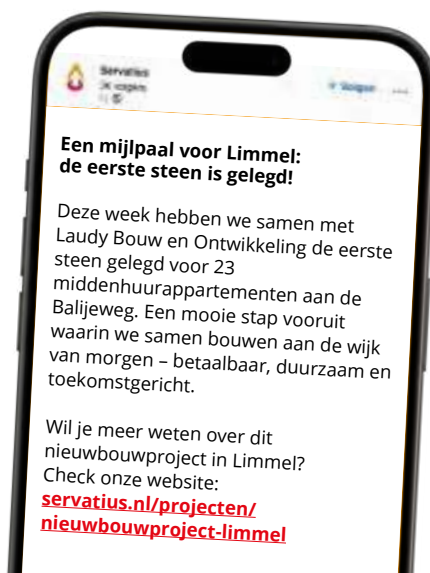 Servatius
Volgen
Een mijlpaal voor Limmel:
de eerste steen is gelegd!
Deze week hebben we samen met
Laudy Bouw en Ontwikkeling de eerste
steen gelegd voor 23
middenhuurappartementen aan de
Balijeweg. Een mooie stap vooruit
waarin we samen bouwen aan de wijk
van morgen – betaalbaar, duurzaam en
toekomstgericht.
Wil je meer weten over dit
nieuwbouwproject in Limmel?
Check onze website:
servatius.nl/projecten/
nieuwbouwproject-limmel